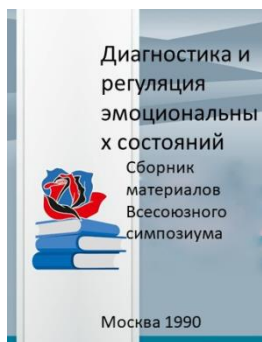 Диагностика и
регуляция
эмоциональны
х состояний
Сборник
материалов
Всесоюзного
симпозиума
Москва 1990